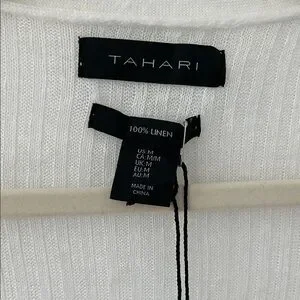 TAHARI
100% LINEN
US:M
CA:M/M
UK:M
EU:M
AU:M
MADE IN
CHINA